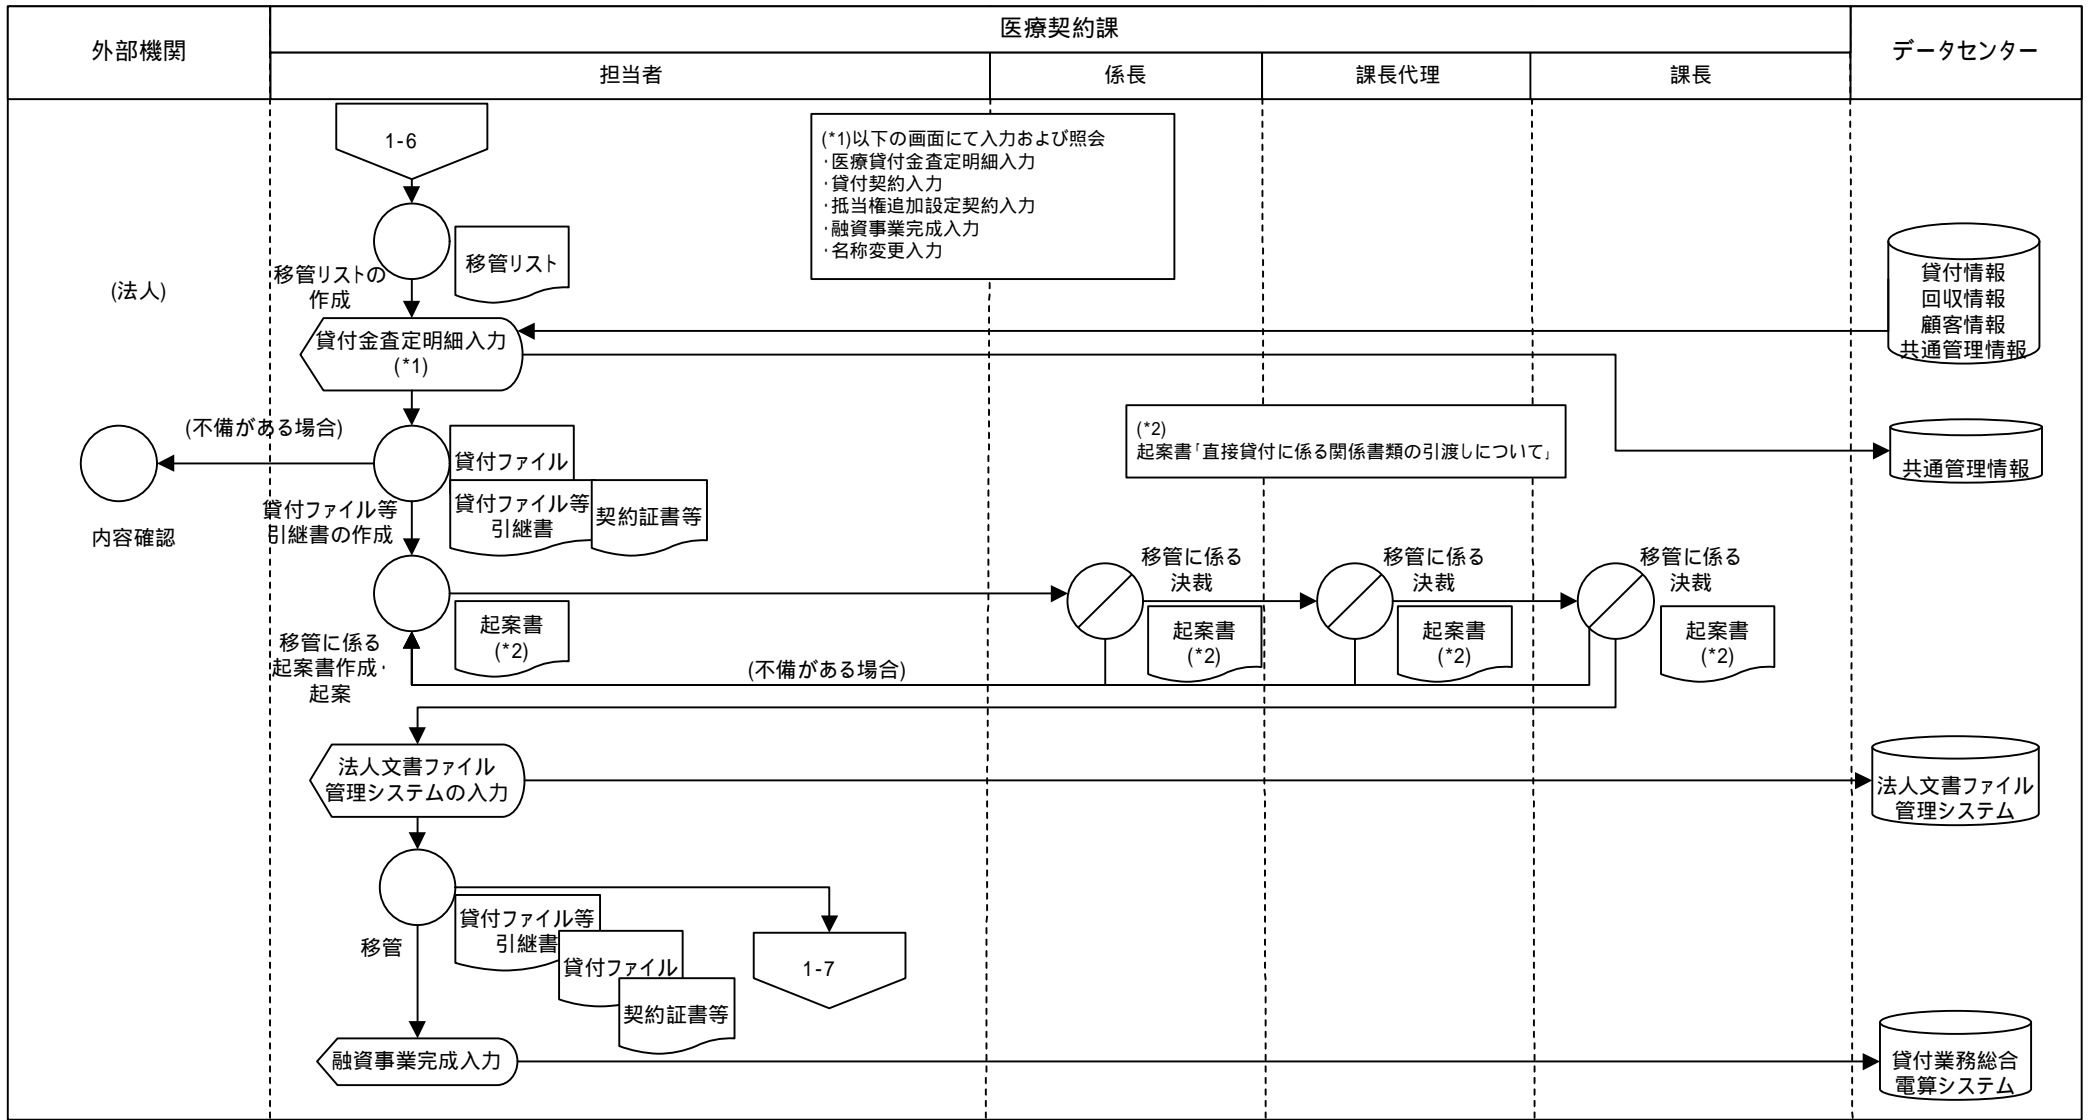 外部機関
医療契約課
データセンター
担当者
係長
課長代理
課長
1-6
(*1)以下の画面にて入力および照会
・医療貸付金査定明細入力
・貸付契約入力
・抵当権追加設定契約入力
・融資事業完成入力
・名称変更入力
(法人)
移管リストの
作成
移管リスト
貸付情報
回収情報
顧客情報
共通管理情報
貸付金査定明細入力
(*1)
(不備がある場合)
内容確認
貸付ファイル等
引継書の作成
貸付ファイル
貸付ファイル等
引継書
契約証書等
(*2)
起案書「直接貸付に係る関係書類の引渡しについて」
共通管理情報
移管に係る
起案書作成・
起案
起案書
(*2)
移管に係る
決裁
起案書
(*2)
移管に係る
決裁
起案書
(*2)
移管に係る
決裁
起案書
(*2)
(不備がある場合)
法人文書ファイル
管理システムの入力
法人文書ファイル
管理システム
移管
貸付ファイル等
引継書
貸付ファイル
契約証書等
1-7
融資事業完成入力
貸付業務総合
電算システム